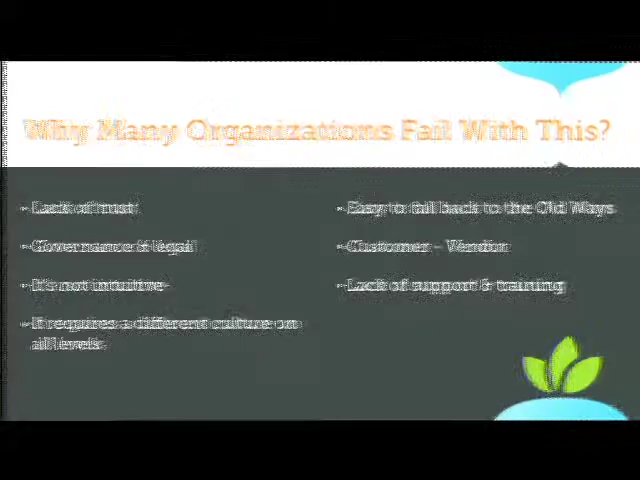 Why Many Organizations Fail With This?
- Lack of trust
- Governance & legal
- It's not intuitive
- It requires a different culture on
all levels
- Easy to fall back to the Old Ways
- Customer - Vendor
- Lack of support & training